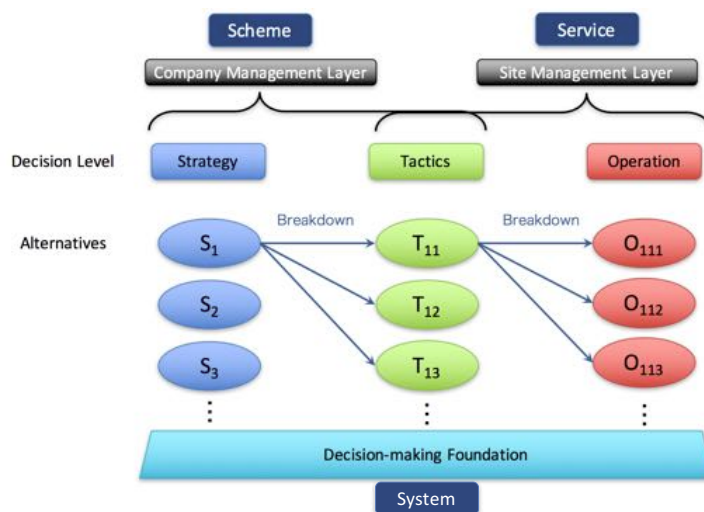 Scheme Service
Company Management Layer Site Management Layer
Decision Level Strategy Tactics Operation
Breakdown Breakdown
Alternatives S₁ T₁₁ O₁₁₁
S₂ T₁₂ O₁₁₂
S₃ T₁₃ O₁₁₃
Decision-making Foundation
System